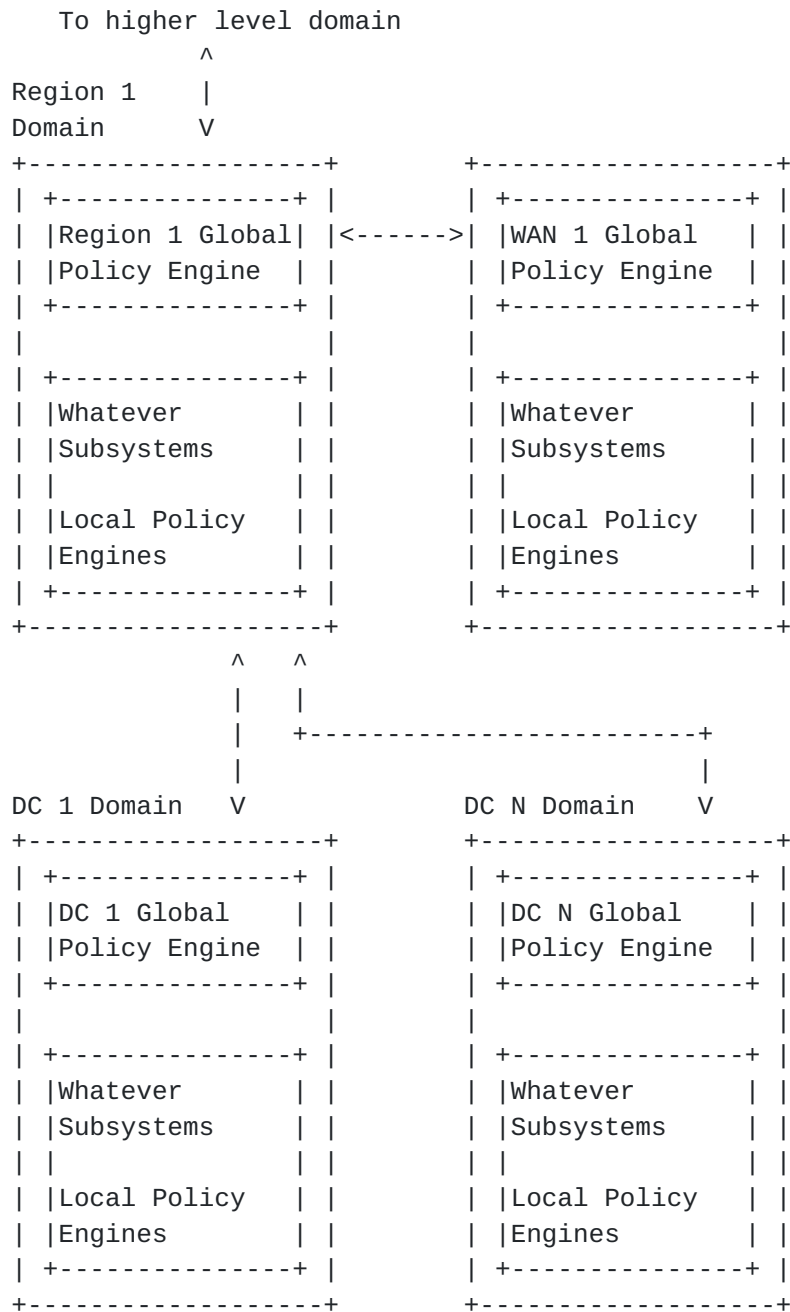 To higher level domain
Region 1
Domain
Region 1 Global
Policy Engine
WAN 1 Global
Policy Engine
Whatever
Subsystems
Local Policy
Engines
Whatever
Subsystems
Local Policy
Engines
DC 1 Domain
DC N Domain
DC 1 Global
Policy Engine
DC N Global
Policy Engine
Whatever
Subsystems
Local Policy
Engines
Whatever
Subsystems
Local Policy
Engines